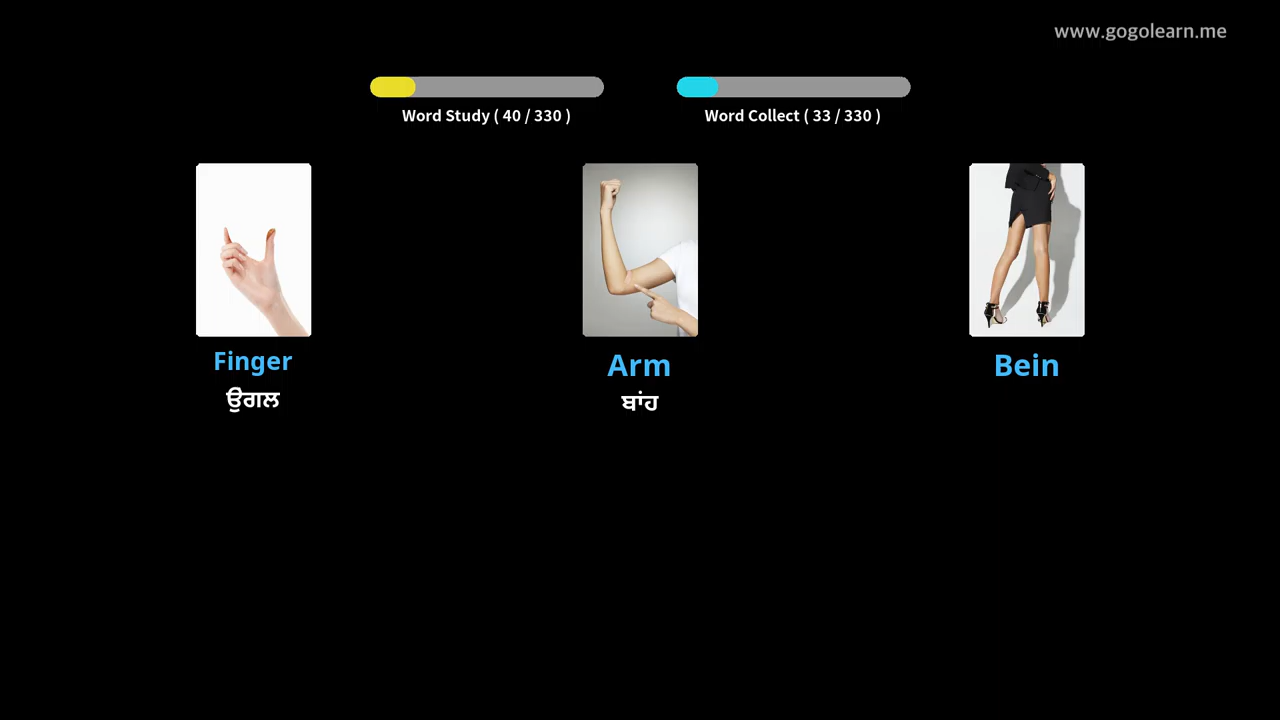 www.gogolearn.me
Word Study ( 40 / 330 )
Word Collect ( 33 / 330 )
Finger
Arm
Bein
ਉਂਗਲ
ਬਾਂਹ